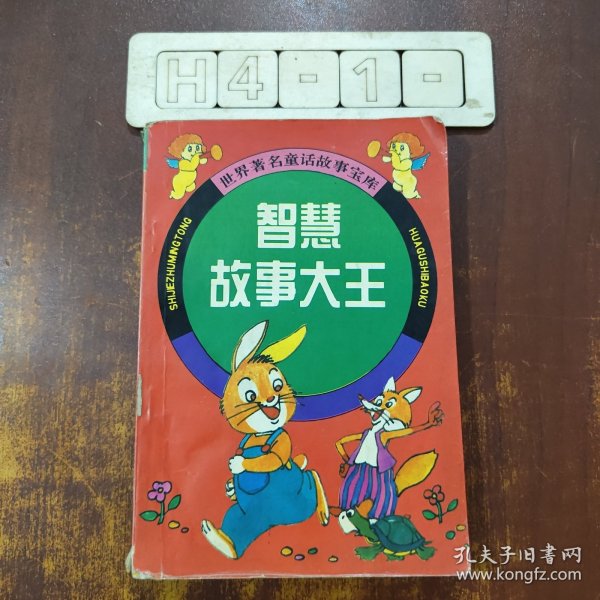 H4-1-
世界著名童话故事宝库
SHIJIEZHUMINGTONG
HUAGUSHIBAOKU
智慧
故事大王
孔夫子旧书网
www.kongfz.com